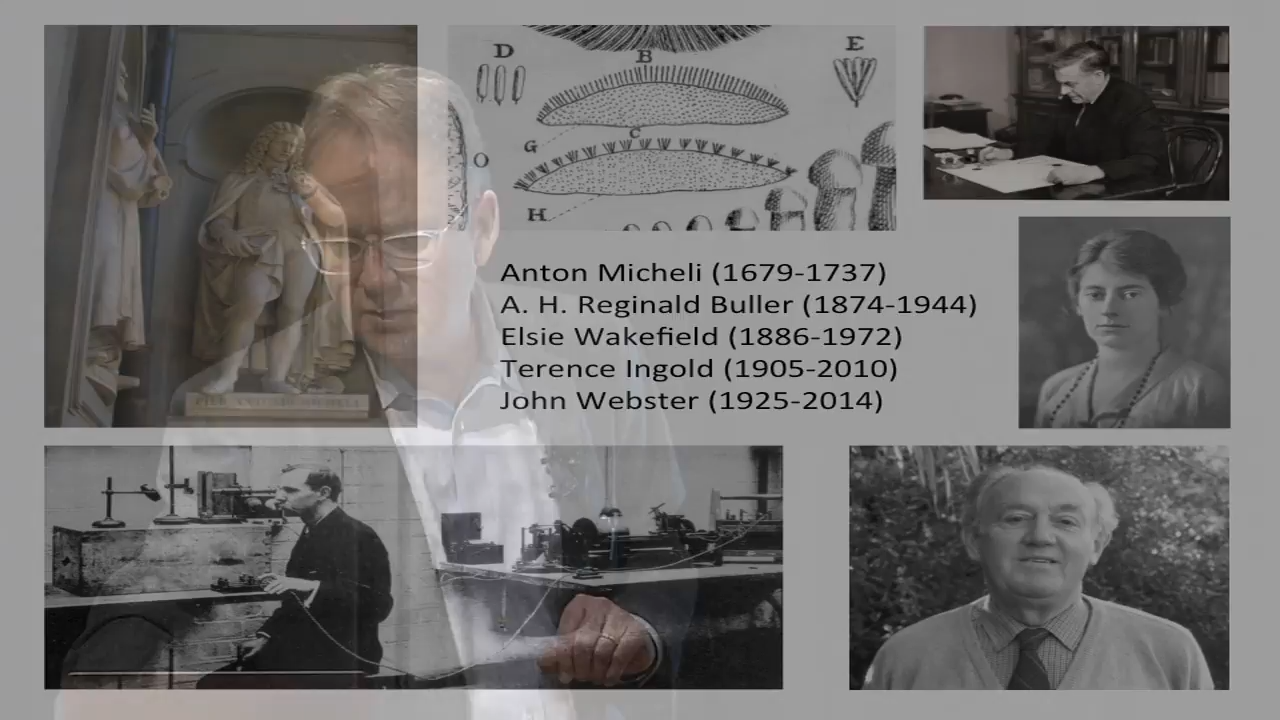 D
B
E
G
C
O
H
Anton Micheli (1679-1737)
A. H. Reginald Buller (1874-1944)
Elsie Wakefield (1886-1972)
Terence Ingold (1905-2010)
John Webster (1925-2014)